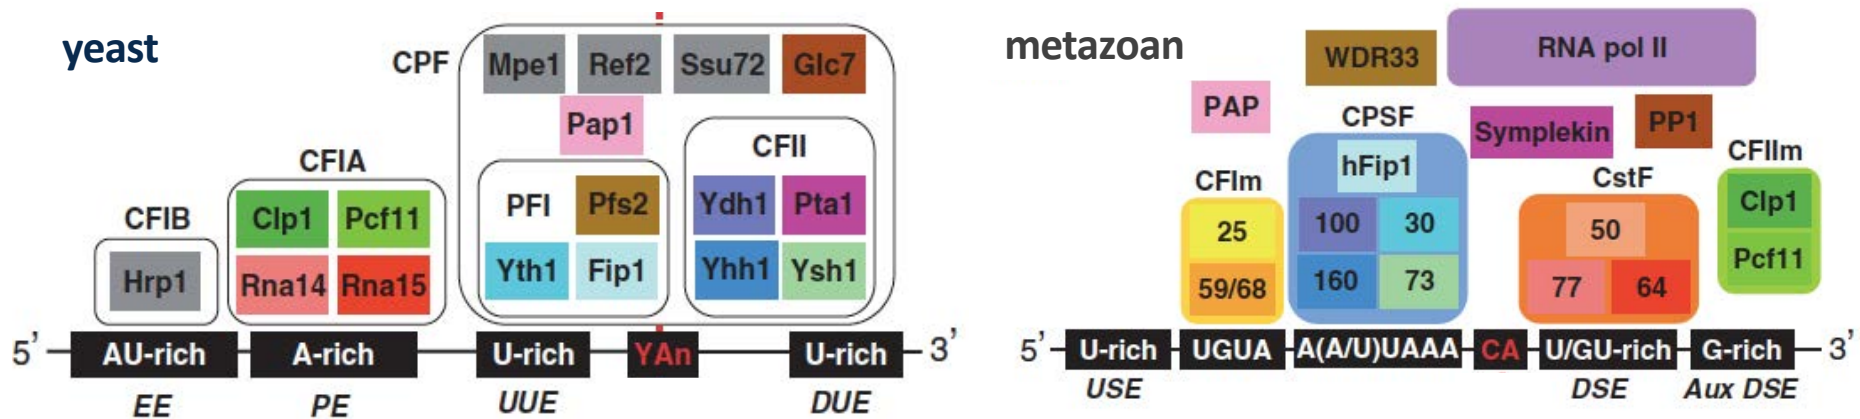 yeast
CPF
Mpe1 Ref2 Ssu72 Glc7
Pap1
CFIA
CFII
PFI Pfs2
Ydh1 Pta1
CFIB
Clp1 Pcf11
Hrp1
Rna14 Rna15
Yth1 Fip1
Yhh1 Ysh1
5’ AU-rich A-rich U-rich YAn U-rich 3’
EE PE UUE DUE
metazoan
WDR33
RNA pol II
PAP
CPSF
Symplekin
PP1
hFip1
CFIm
CstF
CFIIm
25
100 30
50
Clp1
59/68
160 73
77 64
Pcf11
5’ U-rich UGUA A(A/U)UAAA CA U/GU-rich G-rich 3’
USE DSE Aux DSE